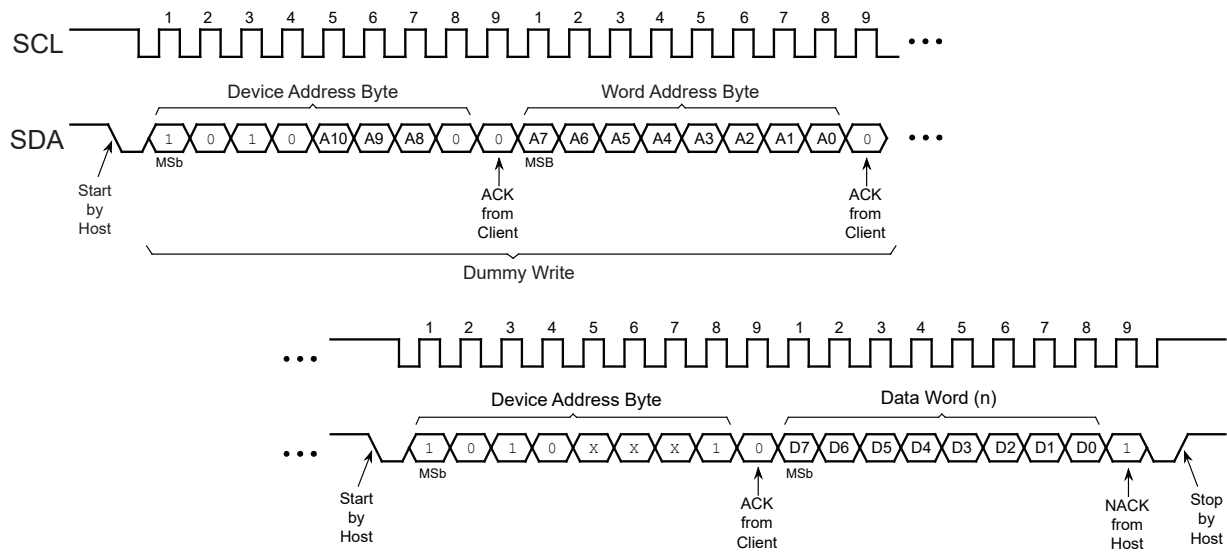 1 2 3 4 5 6 7 8 9 1 2 3 4 5 6 7 8 9
SCL
Device Address Byte Word Address Byte
SDA 1 0 1 0 A10 A9 A8 0 0 A7 A6 A5 A4 A3 A2 A1 A0 0
MSb MSB
Start
by
Host
ACK
from
Client
ACK
from
Client
Dummy Write
1 2 3 4 5 6 7 8 9 1 2 3 4 5 6 7 8 9
Device Address Byte Data Word (n)
1 0 1 0 X X X 1 0 D7 D6 D5 D4 D3 D2 D1 D0 1
MSb MSb
Start
by
Host
ACK
from
Client
NACK
from
Host
Stop
by
Host